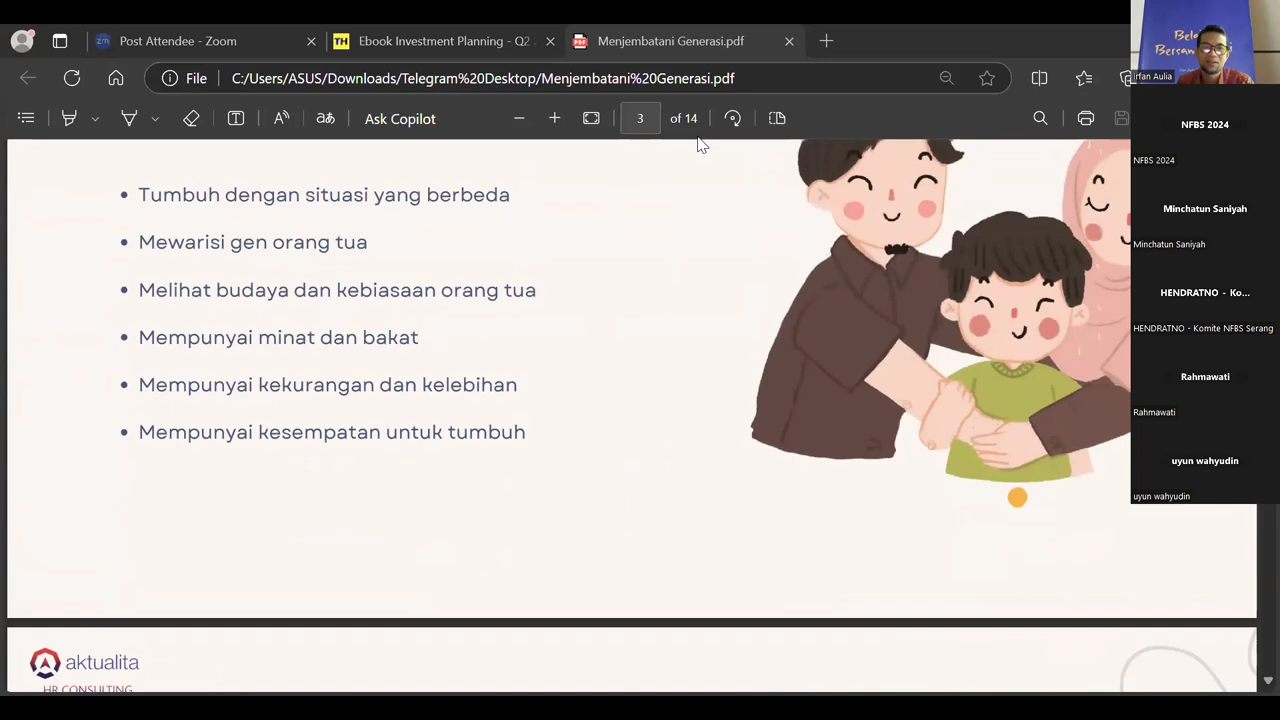 Post Attendee - Zoom
TH
Ebook Investment Planning - Q2
Menjembatani Generasi.pdf
File
C:/Users/ASUS/Downloads/Telegram%20Desktop/Menjembatani%20Generasi.pdf
Ask Copilot
3
of 14
Tumbuh dengan situasi yang berbeda
Mewarisi gen orang tua
Melihat budaya dan kebiasaan orang tua
Mempunyai minat dan bakat
Mempunyai kekurangan dan kelebihan
Mempunyai kesempatan untuk tumbuh
aktualita
HR CONSULTING
Irfan Aulia
NFBS 2024
NFBS 2024
Minchatun Saniyah
Minchatun Saniyah
HENDRATNO - Ko...
HENDRATNO - Komite NFBS Serang
Rahmawati
Rahmawati
uyun wahyudin
uyun wahyudin